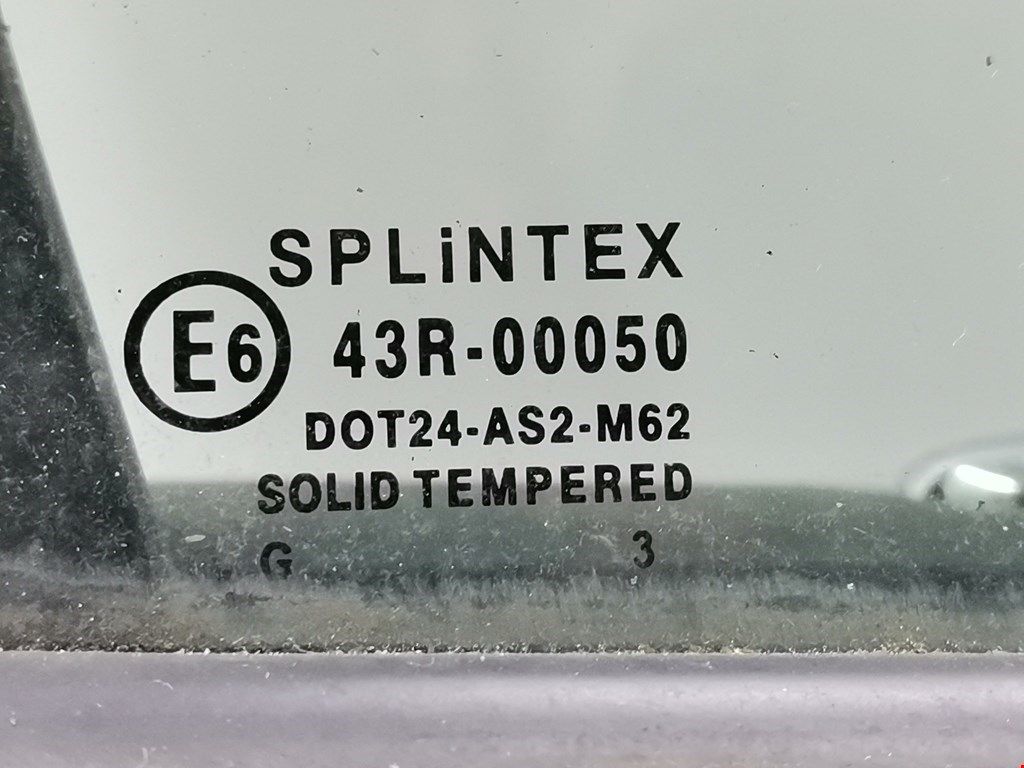 SPLiNTEX
E6 43R-00050
DOT24-AS2-M62
SOLID TEMPERED
G 3